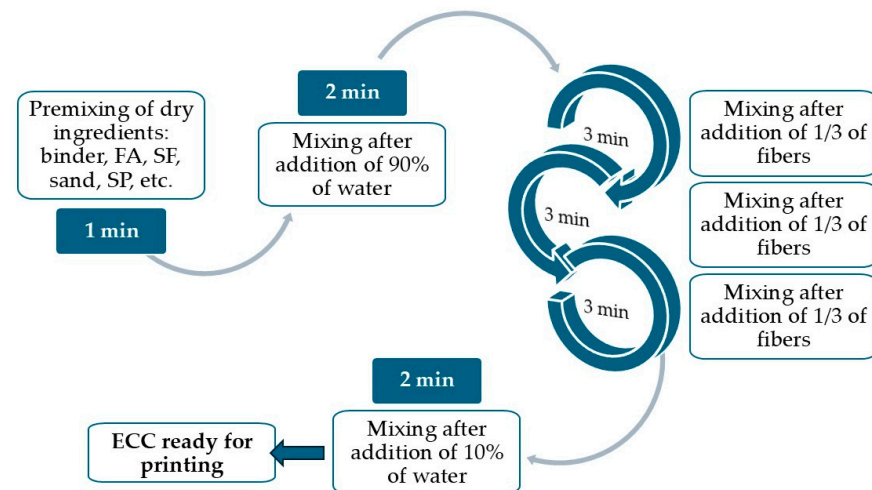 Premixing of dry
ingredients:
binder, FA, SF,
sand, SP, etc.
1 min
2 min
Mixing after
addition of 90%
of water
3 min
Mixing after
addition of 1/3 of
fibers
3 min
Mixing after
addition of 1/3 of
fibers
3 min
Mixing after
addition of 1/3 of
fibers
2 min
Mixing after
addition of 10%
of water
ECC ready for
printing